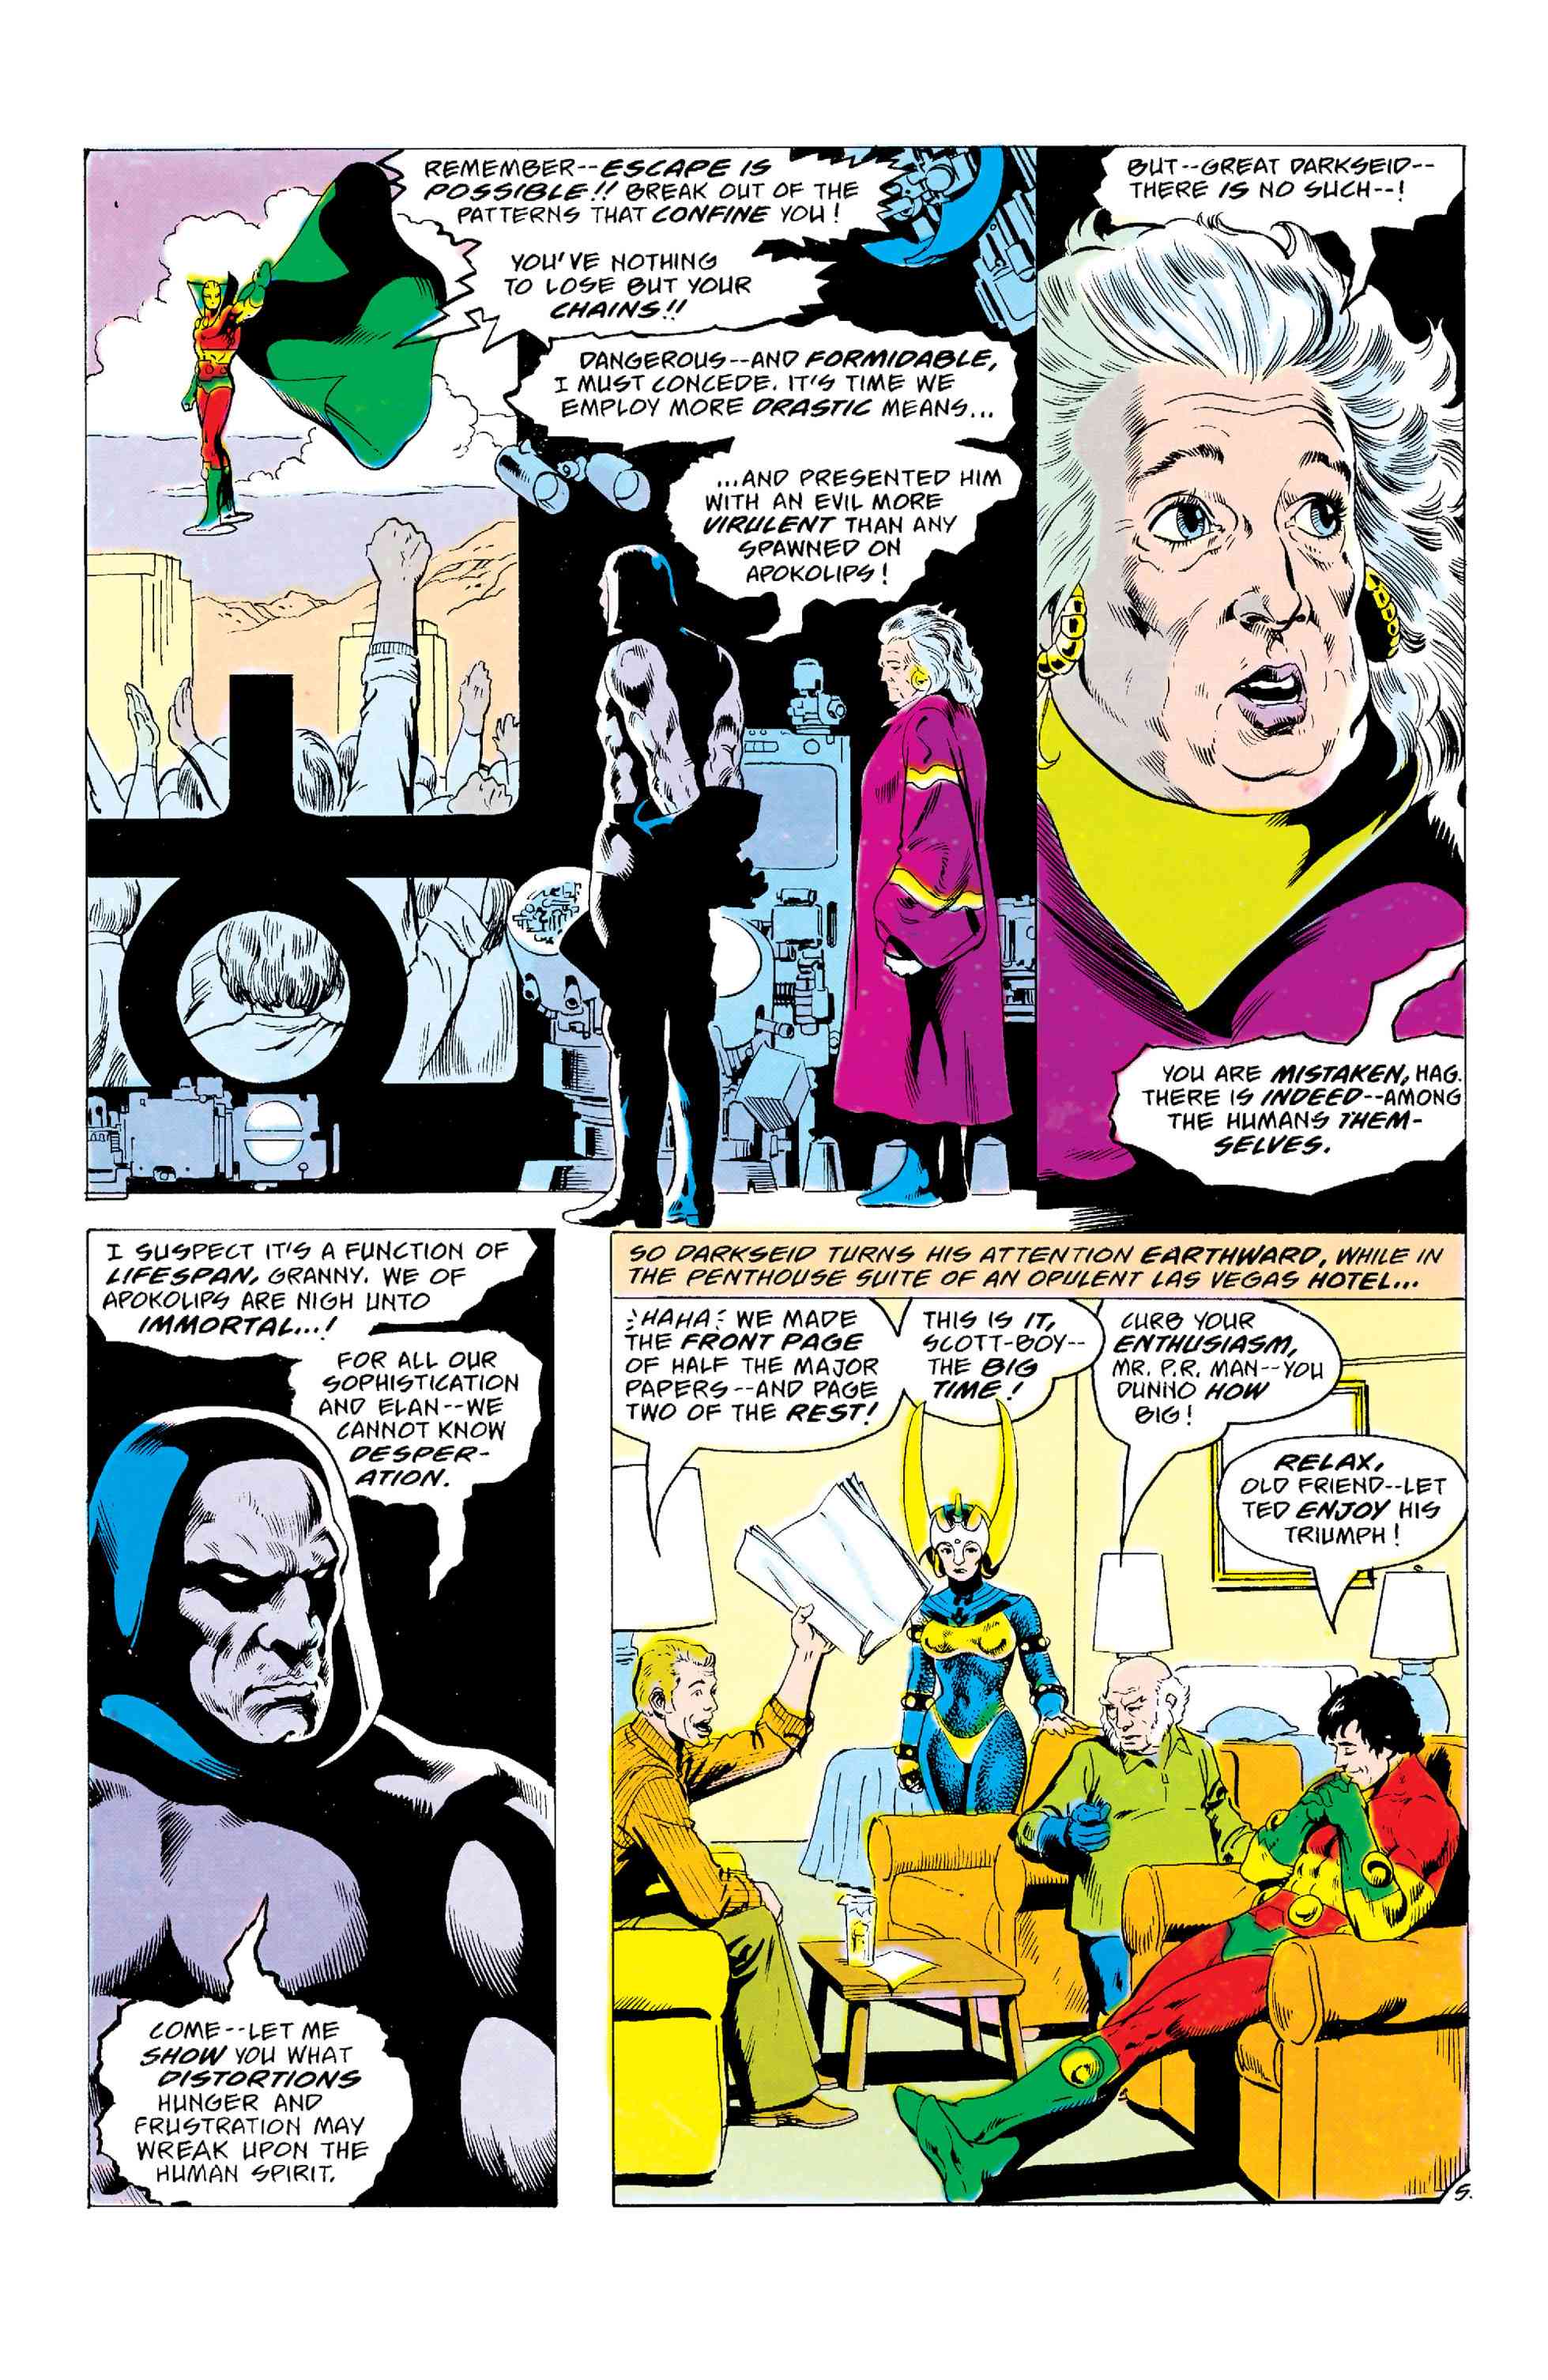 REMEMBER--ESCAPE IS
POSSIBLE!! BREAK OUT OF THE
PATTERNS THAT CONFINE YOU!
YOU'VE NOTHING
TO LOSE BUT YOUR
CHAINS!!
DANGEROUS--AND FORMIDABLE,
I MUST CONCEDE. IT'S TIME WE
EMPLOY MORE DRASTIC MEANS...
...AND PRESENTED HIM
WITH AN EVIL MORE
VIRULENT THAN ANY
SPAWNED ON
APOKOLIPS!
BUT--GREAT DARKSEID--
THERE IS NO SUCH--!
YOU ARE MISTAKEN, HAG.
THERE IS INDEED--AMONG
THE HUMANS THEM-
SELVES.
I SUSPECT IT'S A FUNCTION OF
LIFESPAN, GRANNY. WE OF
APOKOLIPS ARE NIGH UNTO
IMMORTAL...!
FOR ALL OUR
SOPHISTICATION
AND ELAN--WE
CANNOT KNOW
DESPER-
ATION.
COME--LET ME
SHOW YOU WHAT
DISTORTIONS
HUNGER AND
FRUSTRATION MAY
WREAK UPON THE
HUMAN SPIRIT.
SO DARKSEID TURNS HIS ATTENTION EARTHWARD, WHILE IN
THE PENTHOUSE SUITE OF AN OPULENT LAS VEGAS HOTEL...
HAHA! WE MADE
THE FRONT PAGE
OF HALF THE MAJOR
PAPERS--AND PAGE
TWO OF THE REST!
THIS IS IT,
SCOTT-BOY--
THE BIG
TIME!
CURB YOUR
ENTHUSIASM,
MR. P.R. MAN--YOU
DUNNO HOW
BIG!
RELAX,
OLD FRIEND--LET
TED ENJOY HIS
TRIUMPH!
5.